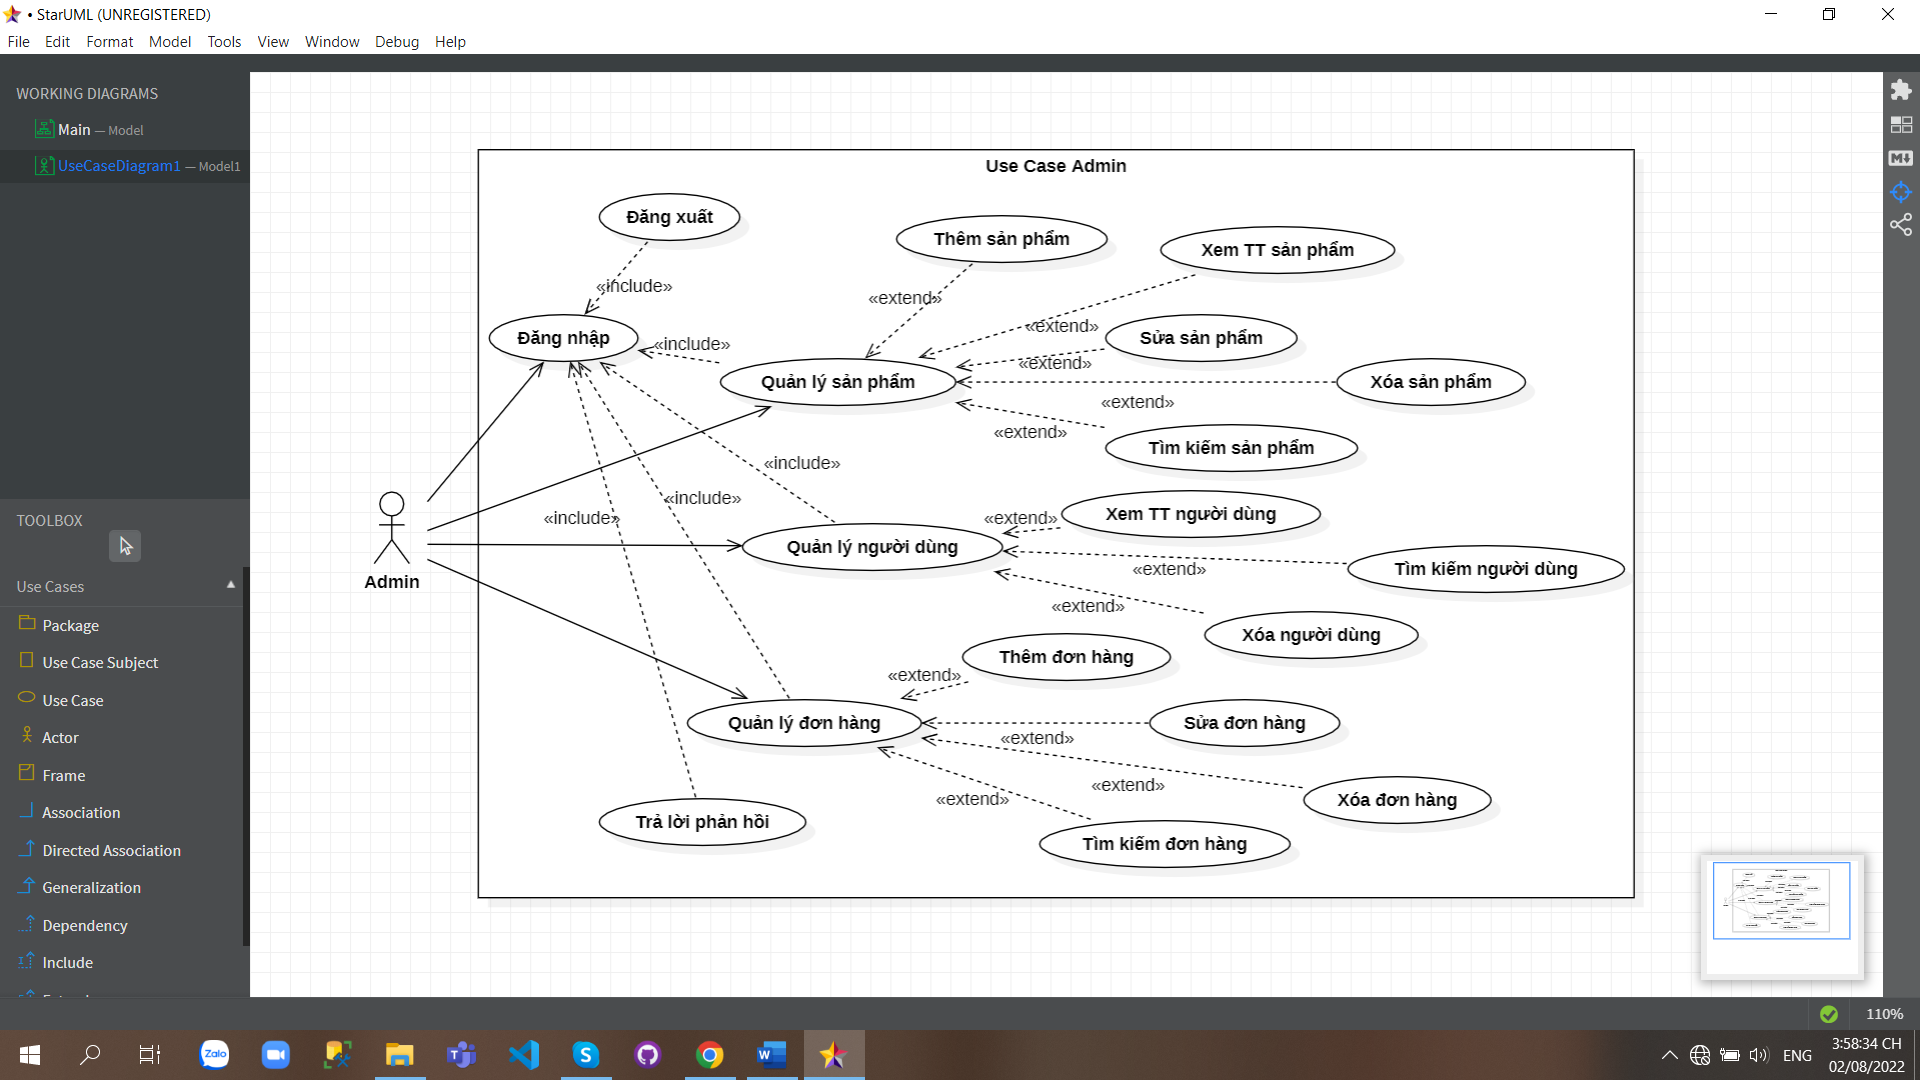 • StarUML (UNREGISTERED)
File Edit Format Model Tools View Window Debug Help
WORKING DIAGRAMS
Main — Model
UseCaseDiagram1 — Model1
TOOLBOX
Use Cases
Package
Use Case Subject
Use Case
Actor
Frame
Association
Directed Association
Generalization
Dependency
Include
Use Case Admin
Đăng xuất
Thêm sản phẩm
Xem TT sản phẩm
«include»
«extend»
«extend»
Đăng nhập
«include»
Sửa sản phẩm
«extend»
Quản lý sản phẩm
Xóa sản phẩm
«extend»
«extend»
Tìm kiếm sản phẩm
«include»
«include»
«include»
Admin
«extend»
Xem TT người dùng
Quản lý người dùng
«extend»
Tìm kiếm người dùng
«extend»
Xóa người dùng
Thêm đơn hàng
«extend»
Quản lý đơn hàng
Sửa đơn hàng
«extend»
«extend»
«extend»
Xóa đơn hàng
Trả lời phản hồi
Tìm kiếm đơn hàng
110%
Zalo
ENG
3:58:34 CH
02/08/2022